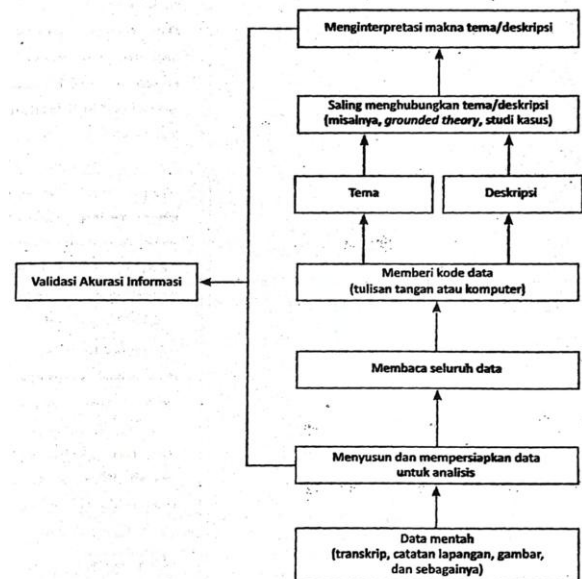 Menginterpretasi makna tema/deskripsi
Saling menghubungkan tema/deskripsi
(misalnya, grounded theory, studi kasus)
Tema
Deskripsi
Validasi Akurasi Informasi
Memberi kode data
(tulisan tangan atau komputer)
Membaca seluruh data
Menyusun dan mempersiapkan data
untuk analisis
Data mentah
(transkrip, catatan lapangan, gambar,
dan sebagainya)